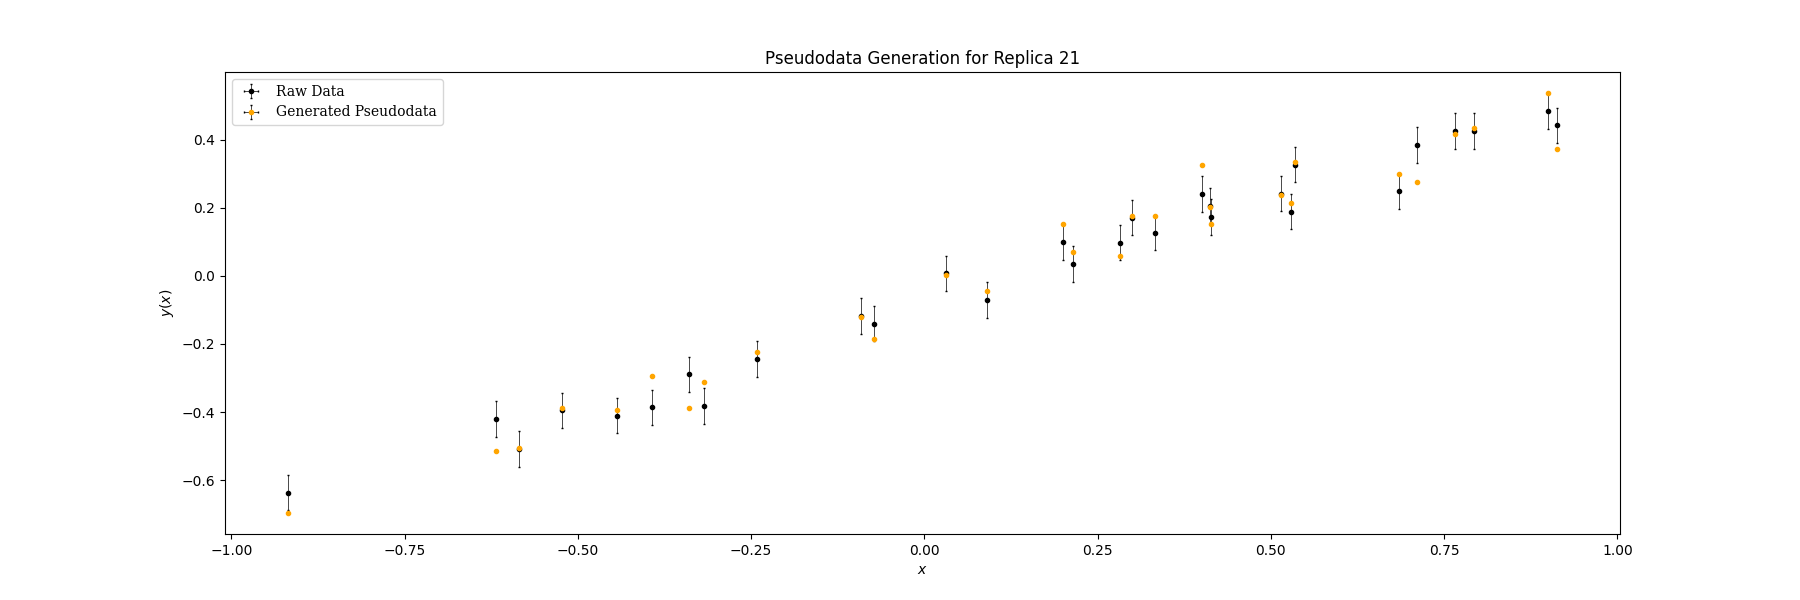 Pseudodata Generation for Replica 21
Raw Data
Generated Pseudodata
0.4
0.2
0.0
−0.2
−0.4
−0.6
y(x)
−1.00 −0.75 −0.50 −0.25 0.00 0.25 0.50 0.75 1.00
x